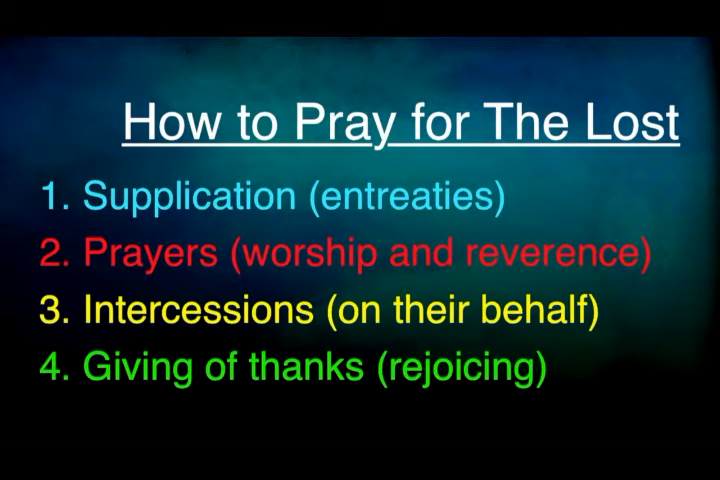 How to Pray for The Lost
1. Supplication (entreaties)
2. Prayers (worship and reverence)
3. Intercessions (on their behalf)
4. Giving of thanks (rejoicing)